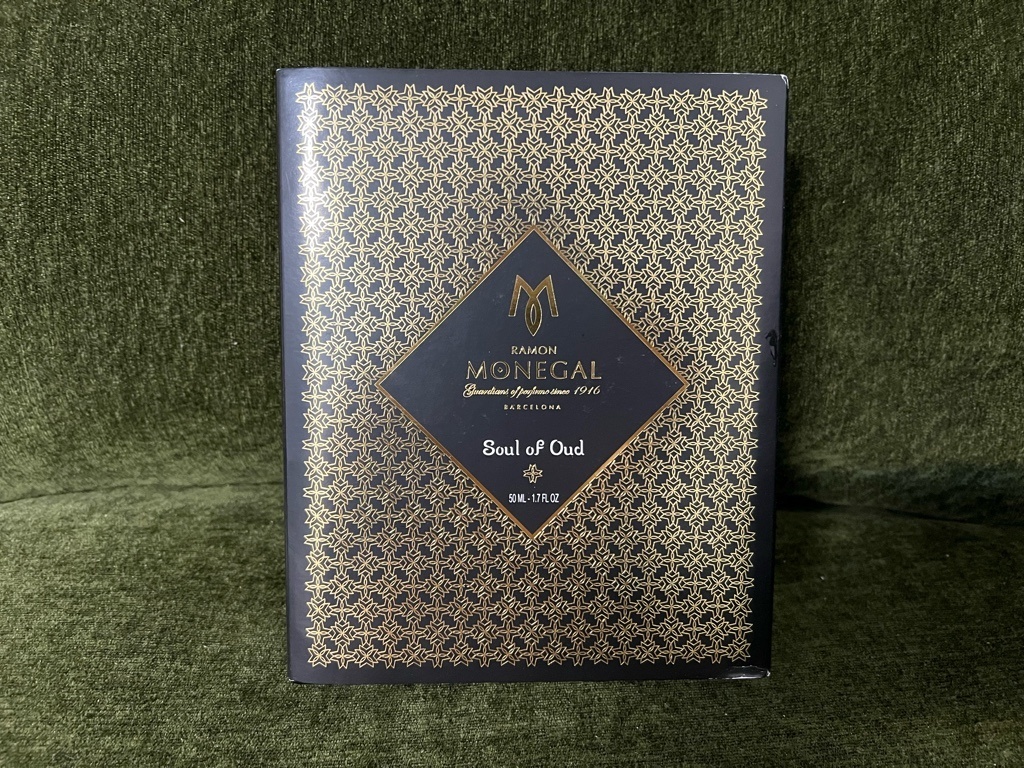 RAMON
MONEGAL
Guardians of perfume since 1916
BARCELONA
Soul of Oud
50 ML - 1.7 FL OZ